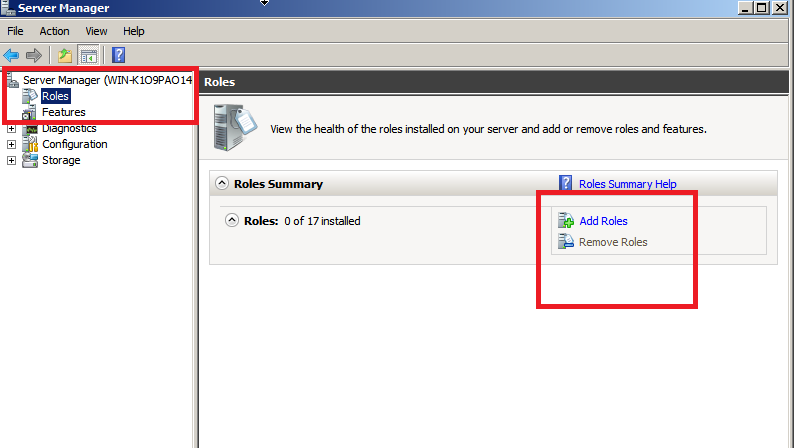 Server Manager
File Action View Help
Server Manager (WIN-K1O9PAO14
Roles
Features
Diagnostics
Configuration
Storage
Roles
View the health of the roles installed on your server and add or remove roles and features.
Roles Summary
Roles Summary Help
Roles: 0 of 17 installed
Add Roles
Remove Roles